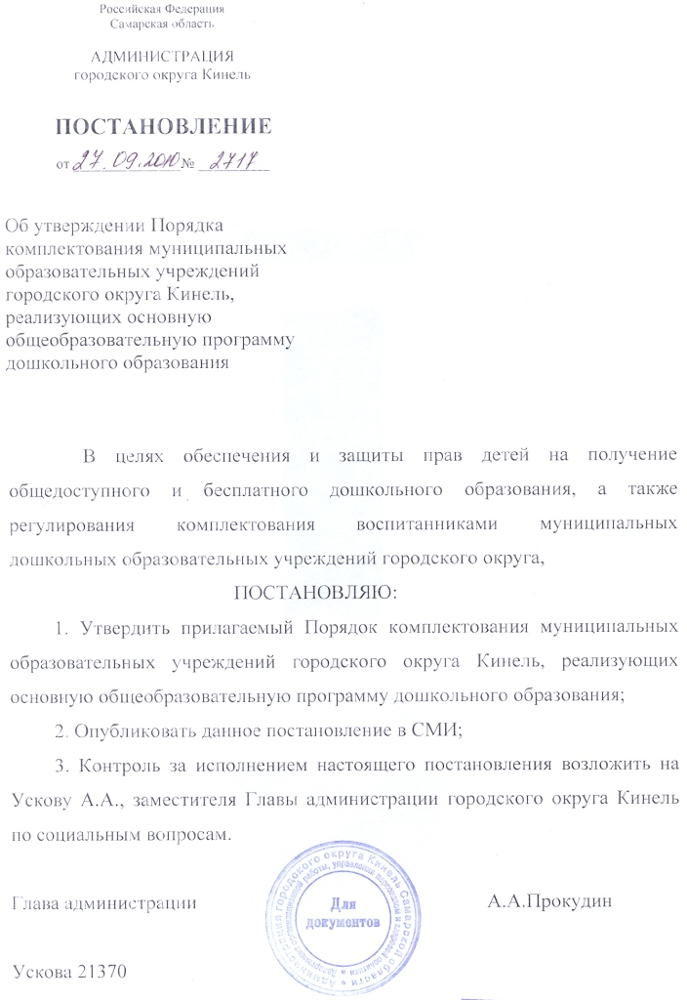 Российская Федерация
Самарская область
АДМИНИСТРАЦИЯ
городского округа Кинель
ПОСТАНОВЛЕНИЕ
от 27.09.2010 № 2717
Об утверждении Порядка
комплектования муниципальных
образовательных учреждений
городского округа Кинель,
реализующих основную
общеобразовательную программу
дошкольного образования
В целях обеспечения и защиты прав детей на получение
общедоступного и бесплатного дошкольного образования, а также
регулирования комплектования воспитанниками муниципальных
дошкольных образовательных учреждений городского округа,
ПОСТАНОВЛЯЮ:
1. Утвердить прилагаемый Порядок комплектования муниципальных
образовательных учреждений городского округа Кинель, реализующих
основную общеобразовательную программу дошкольного образования;
2. Опубликовать данное постановление в СМИ;
3. Контроль за исполнением настоящего постановления возложить на
Ускову А.А., заместителя Главы администрации городского округа Кинель
по социальным вопросам.
Глава администрации А.А.Прокудин
Администрация городского округа Кинель Самарской области
Для
документов
Ускова 21370